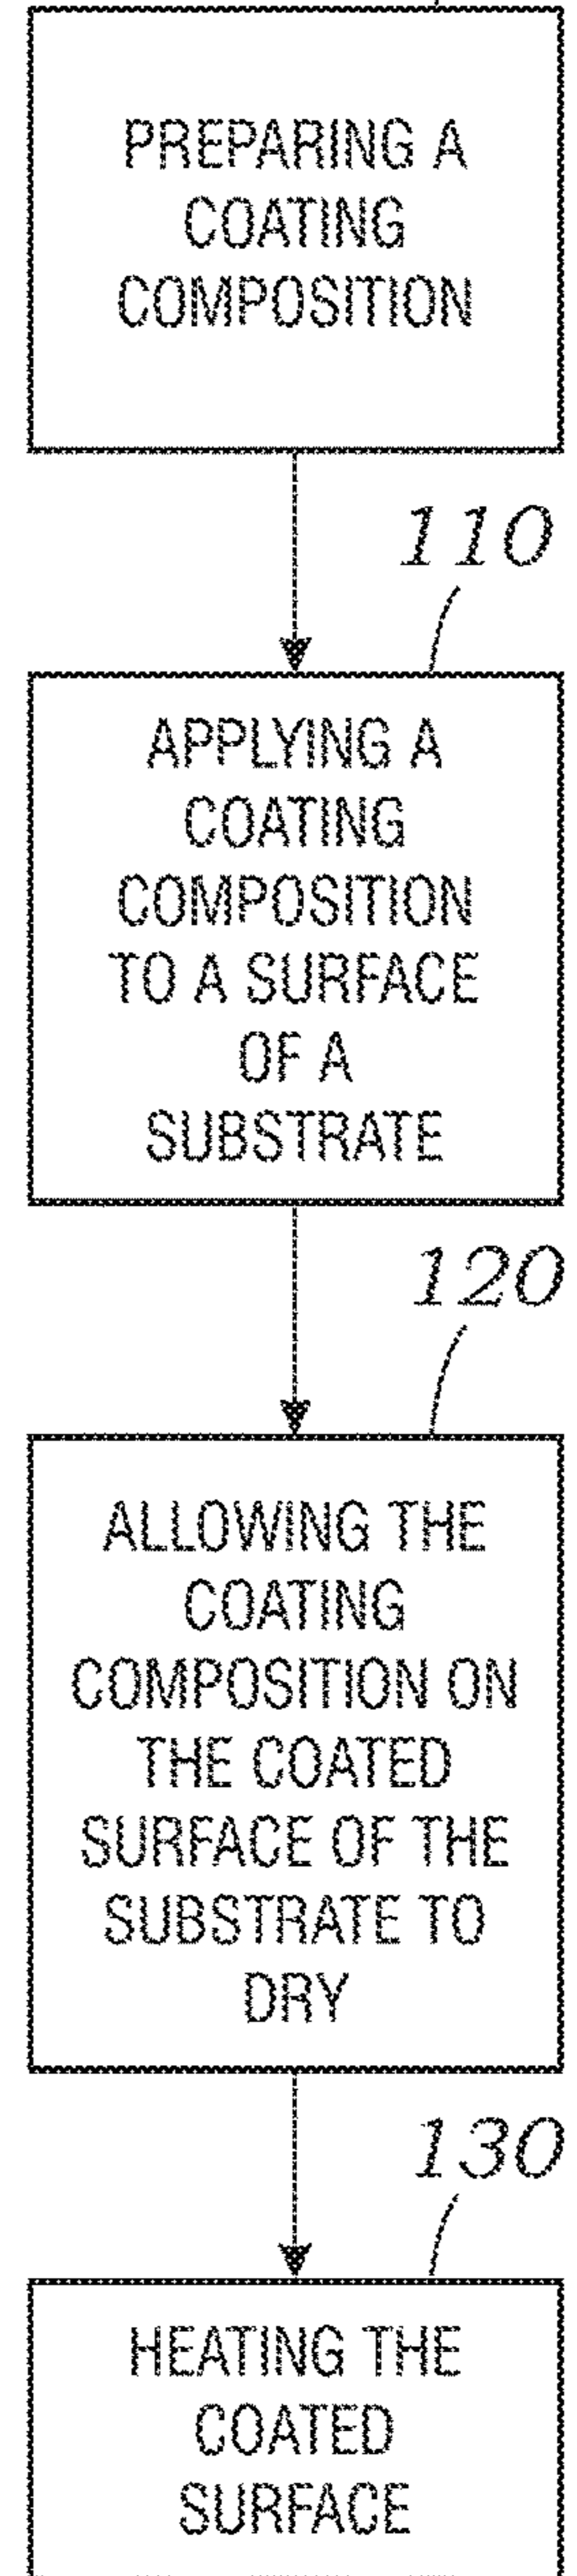 PREPARING A
COATING
COMPOSITION
110
APPLYING A
COATING
COMPOSITION
TO A SURFACE
OF A
SUBSTRATE
120
ALLOWING THE
COATING
COMPOSITION ON
THE COATED
SURFACE OF THE
SUBSTRATE TO
DRY
130
HEATING THE
COATED
SURFACE